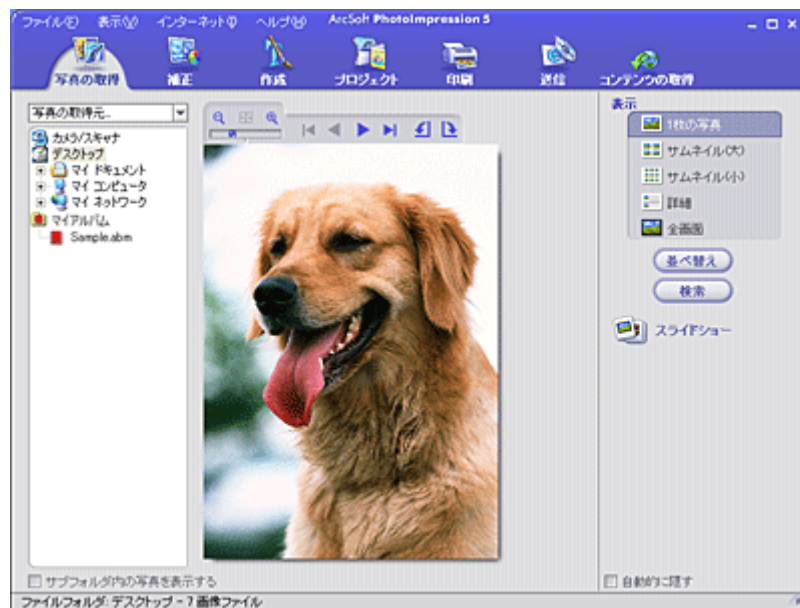 ファイル(F) 表示(V) インターネット(I) ヘルプ(H) ArcSoft PhotoImpression 5
写真の取得 補正 作成 プロジェクト 印刷 送信 コンテンツの取得
写真の取得元...
カメラ/スキャナ
デスクトップ
マイ ドキュメント
マイ コンピュータ
マイ ネットワーク
マイアルバム
Sample.abm
サブフォルダ内の写真を表示する
表示
1枚の写真
サムネイル(大)
サムネイル(小)
詳細
全画面
並べ替え
検索
スライドショー
自動的に隠す
ファイルフォルダ: デスクトップ - 7 画像ファイル